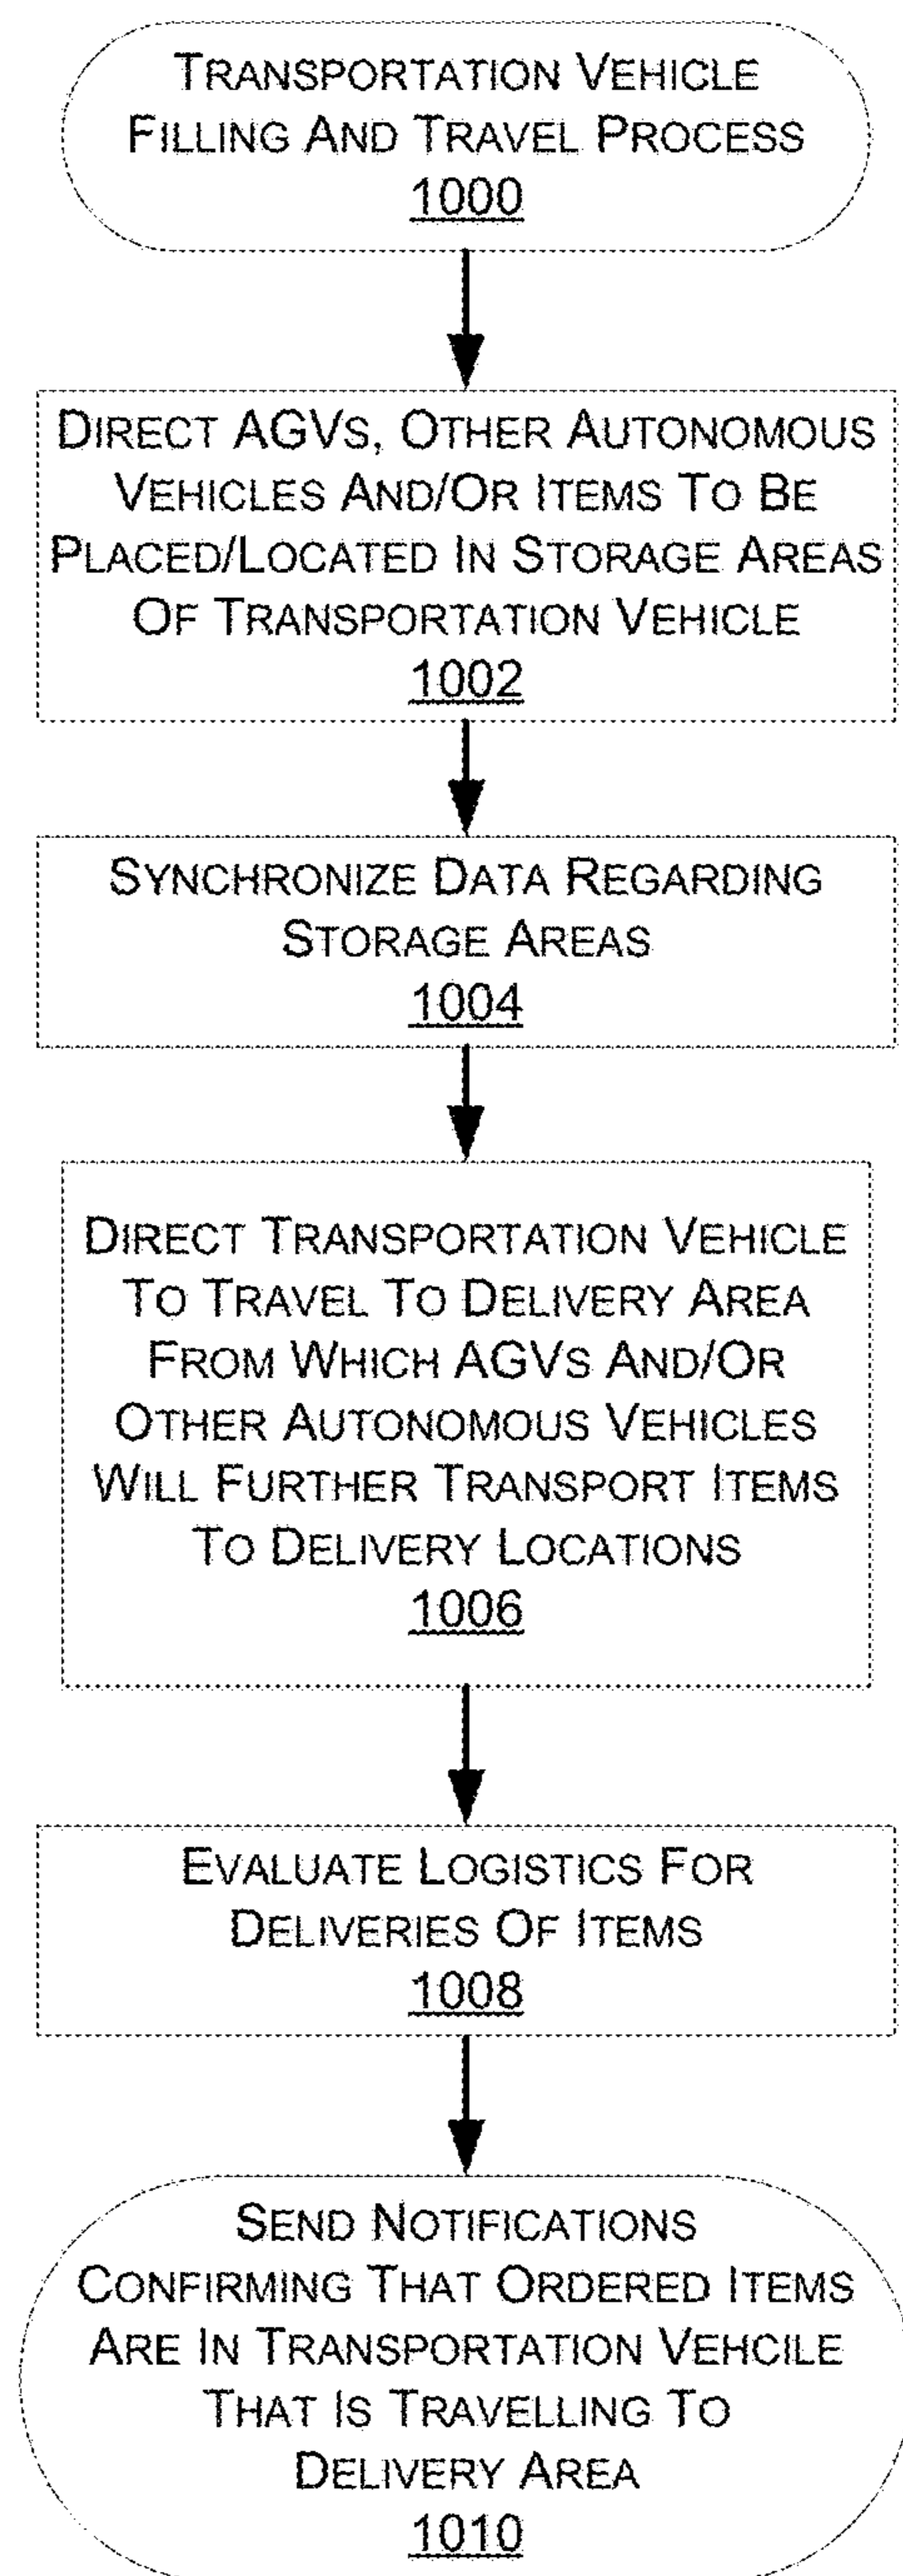 TRANSPORTATION VEHICLE
FILLING AND TRAVEL PROCESS
1000
DIRECT AGVS, OTHER AUTONOMOUS
VEHICLES AND/OR ITEMS TO BE
PLACED/LOCATED IN STORAGE AREAS
OF TRANSPORTATION VEHICLE
1002
SYNCHRONIZE DATA REGARDING
STORAGE AREAS
1004
DIRECT TRANSPORTATION VEHICLE
TO TRAVEL TO DELIVERY AREA
FROM WHICH AGVS AND/OR
OTHER AUTONOMOUS VEHICLES
WILL FURTHER TRANSPORT ITEMS
TO DELIVERY LOCATIONS
1006
EVALUATE LOGISTICS FOR
DELIVERIES OF ITEMS
1008
SEND NOTIFICATIONS
CONFIRMING THAT ORDERED ITEMS
ARE IN TRANSPORTATION VEHCILE
THAT IS TRAVELLING TO
DELIVERY AREA
1010